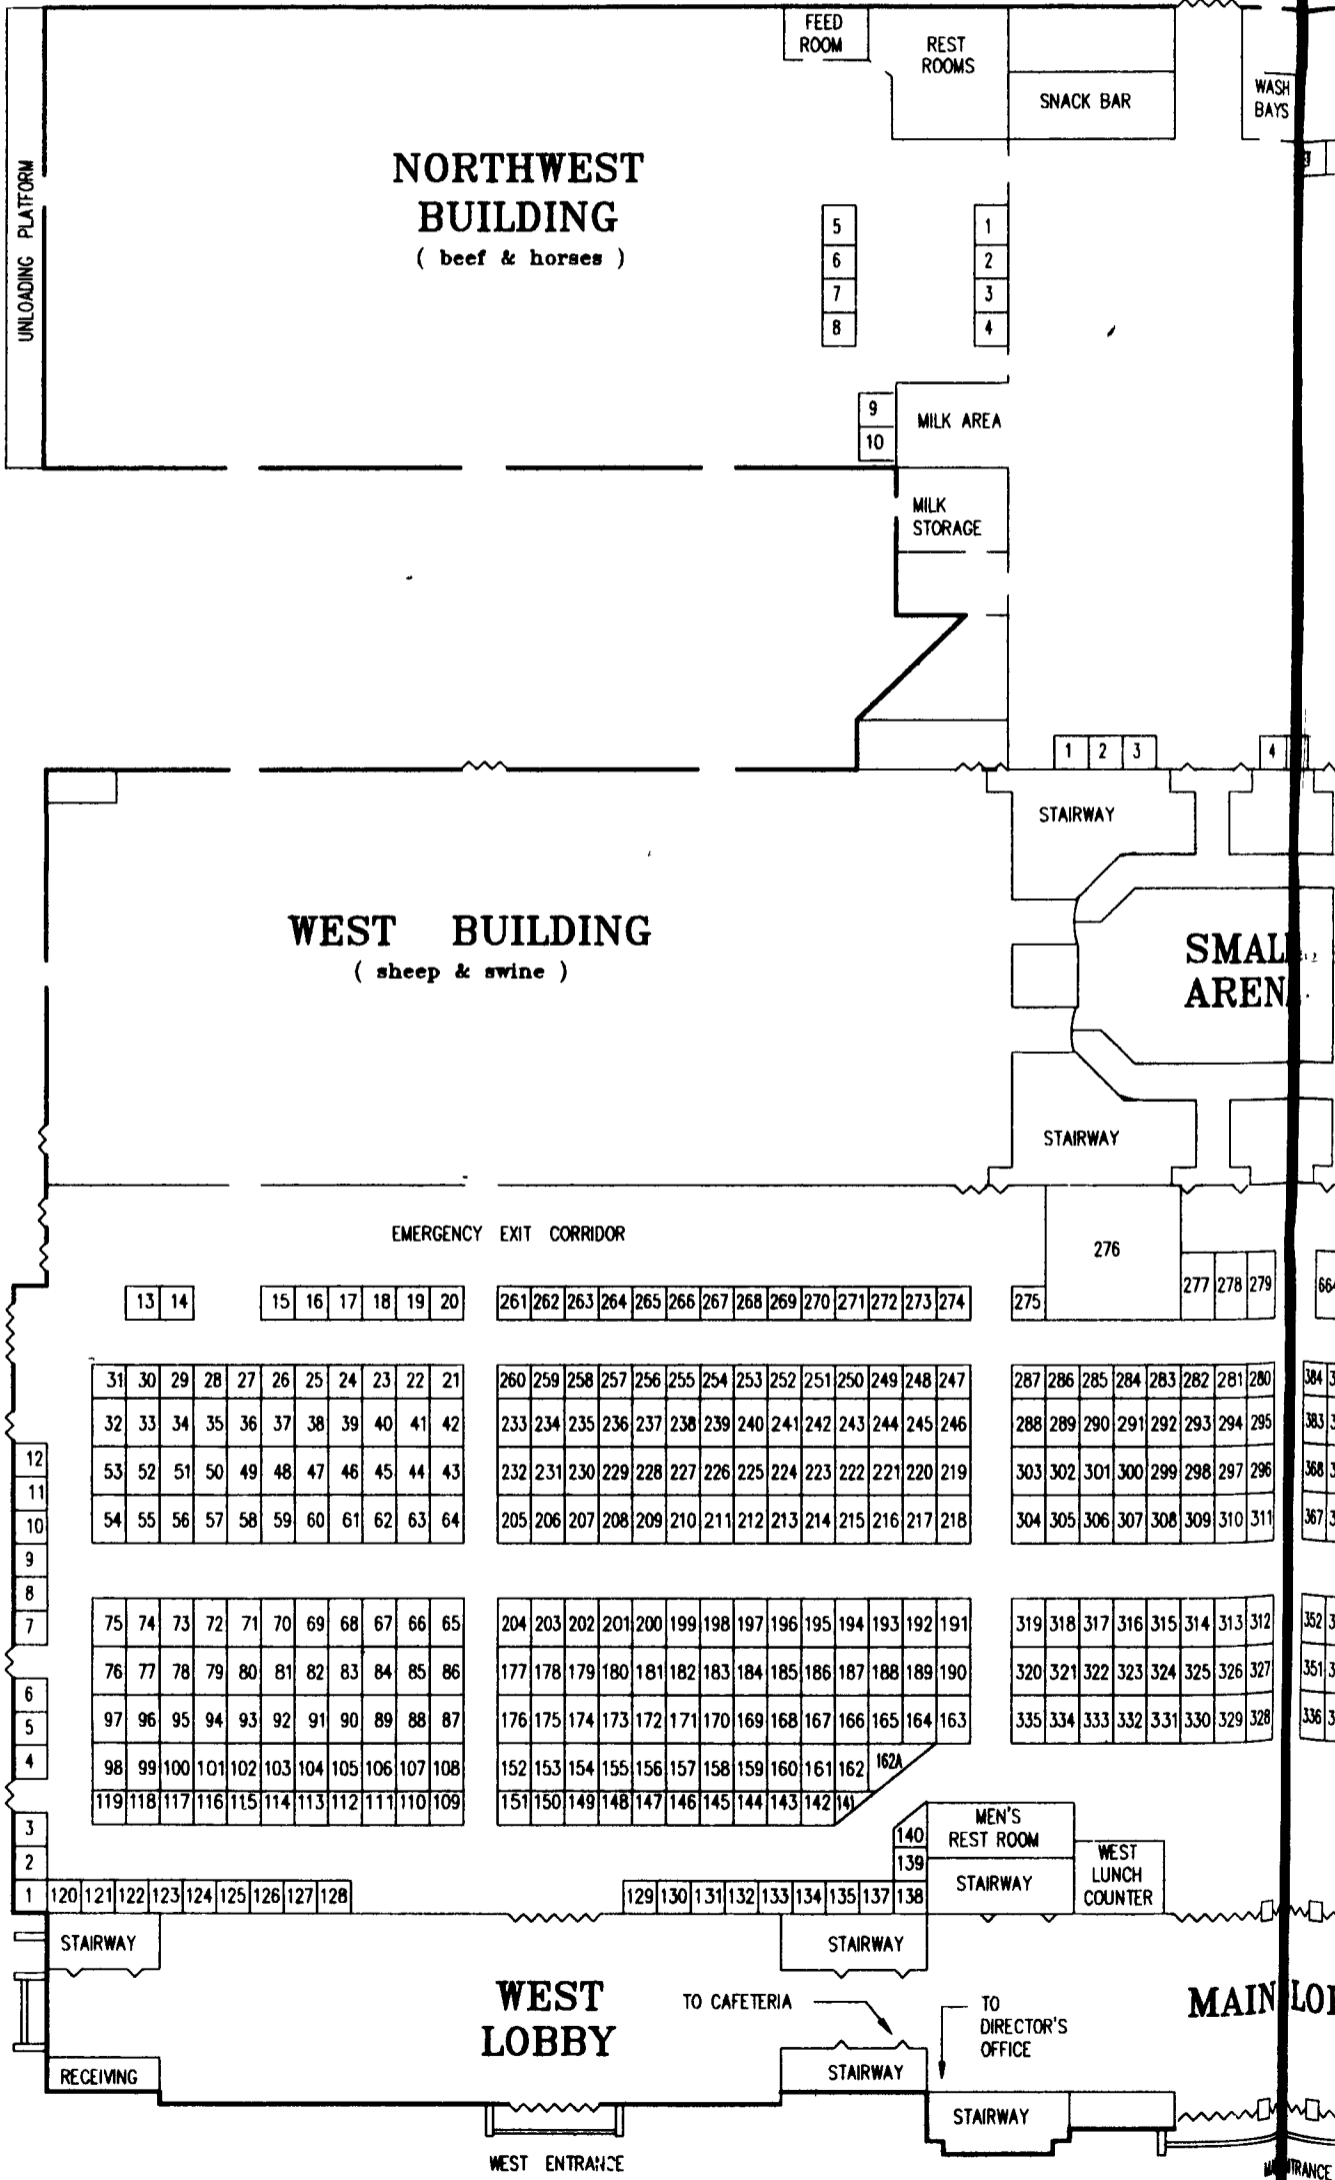 FEED
ROOM
REST
ROOMS
SNACK BAR
WASH
BAYS
UNLOADING PLATFORM
NORTHWEST
BUILDING
( beef & horses )
5 1
6 2
7 3
8 4
9
10
MILK AREA
MILK
STORAGE
1 2 3 4
STAIRWAY
WEST BUILDING
( sheep & swine )
SMALL
ARENA
STAIRWAY
EMERGENCY EXIT CORRIDOR
276
277 278 279 664
13 14 15 16 17 18 19 20 261 262 263 264 265 266 267 268 269 270 271 272 273 274 275
31 30 29 28 27 26 25 24 23 22 21 260 259 258 257 256 255 254 253 252 251 250 249 248 247 287 286 285 284 283 282 281 280 384
32 33 34 35 36 37 38 39 40 41 42 233 234 235 236 237 238 239 240 241 242 243 244 245 246 288 289 290 291 292 293 294 295 383
12
53 52 51 50 49 48 47 46 45 44 43 232 231 230 229 228 227 226 225 224 223 222 221 220 219 303 302 301 300 299 298 297 296 368
11
10 54 55 56 57 58 59 60 61 62 63 64 205 206 207 208 209 210 211 212 213 214 215 216 217 218 304 305 306 307 308 309 310 311 367
9
8
7 75 74 73 72 71 70 69 68 67 66 65 204 203 202 201 200 199 198 197 196 195 194 193 192 191 319 318 317 316 315 314 313 312 352
76 77 78 79 80 81 82 83 84 85 86 177 178 179 180 181 182 183 184 185 186 187 188 189 190 320 321 322 323 324 325 326 327 351
6
5 97 96 95 94 93 92 91 90 89 88 87 176 175 174 173 172 171 170 169 168 167 166 165 164 163 335 334 333 332 331 330 329 328 336
4 98 99 100 101 102 103 104 105 106 107 108 152 153 154 155 156 157 158 159 160 161 162 162A
119 118 117 116 115 114 113 112 111 110 109 151 150 149 148 147 146 145 144 143 142 141
3
2
1 120 121 122 123 124 125 126 127 128 129 130 131 132 133 134 135 137 138
140
139
MEN'S
REST ROOM
STAIRWAY
WEST
LUNCH
COUNTER
STAIRWAY
STAIRWAY
WEST
LOBBY
TO CAFETERIA
TO
DIRECTOR'S
OFFICE
MAIN LOB
RECEIVING
STAIRWAY
STAIRWAY
WEST ENTRANCE